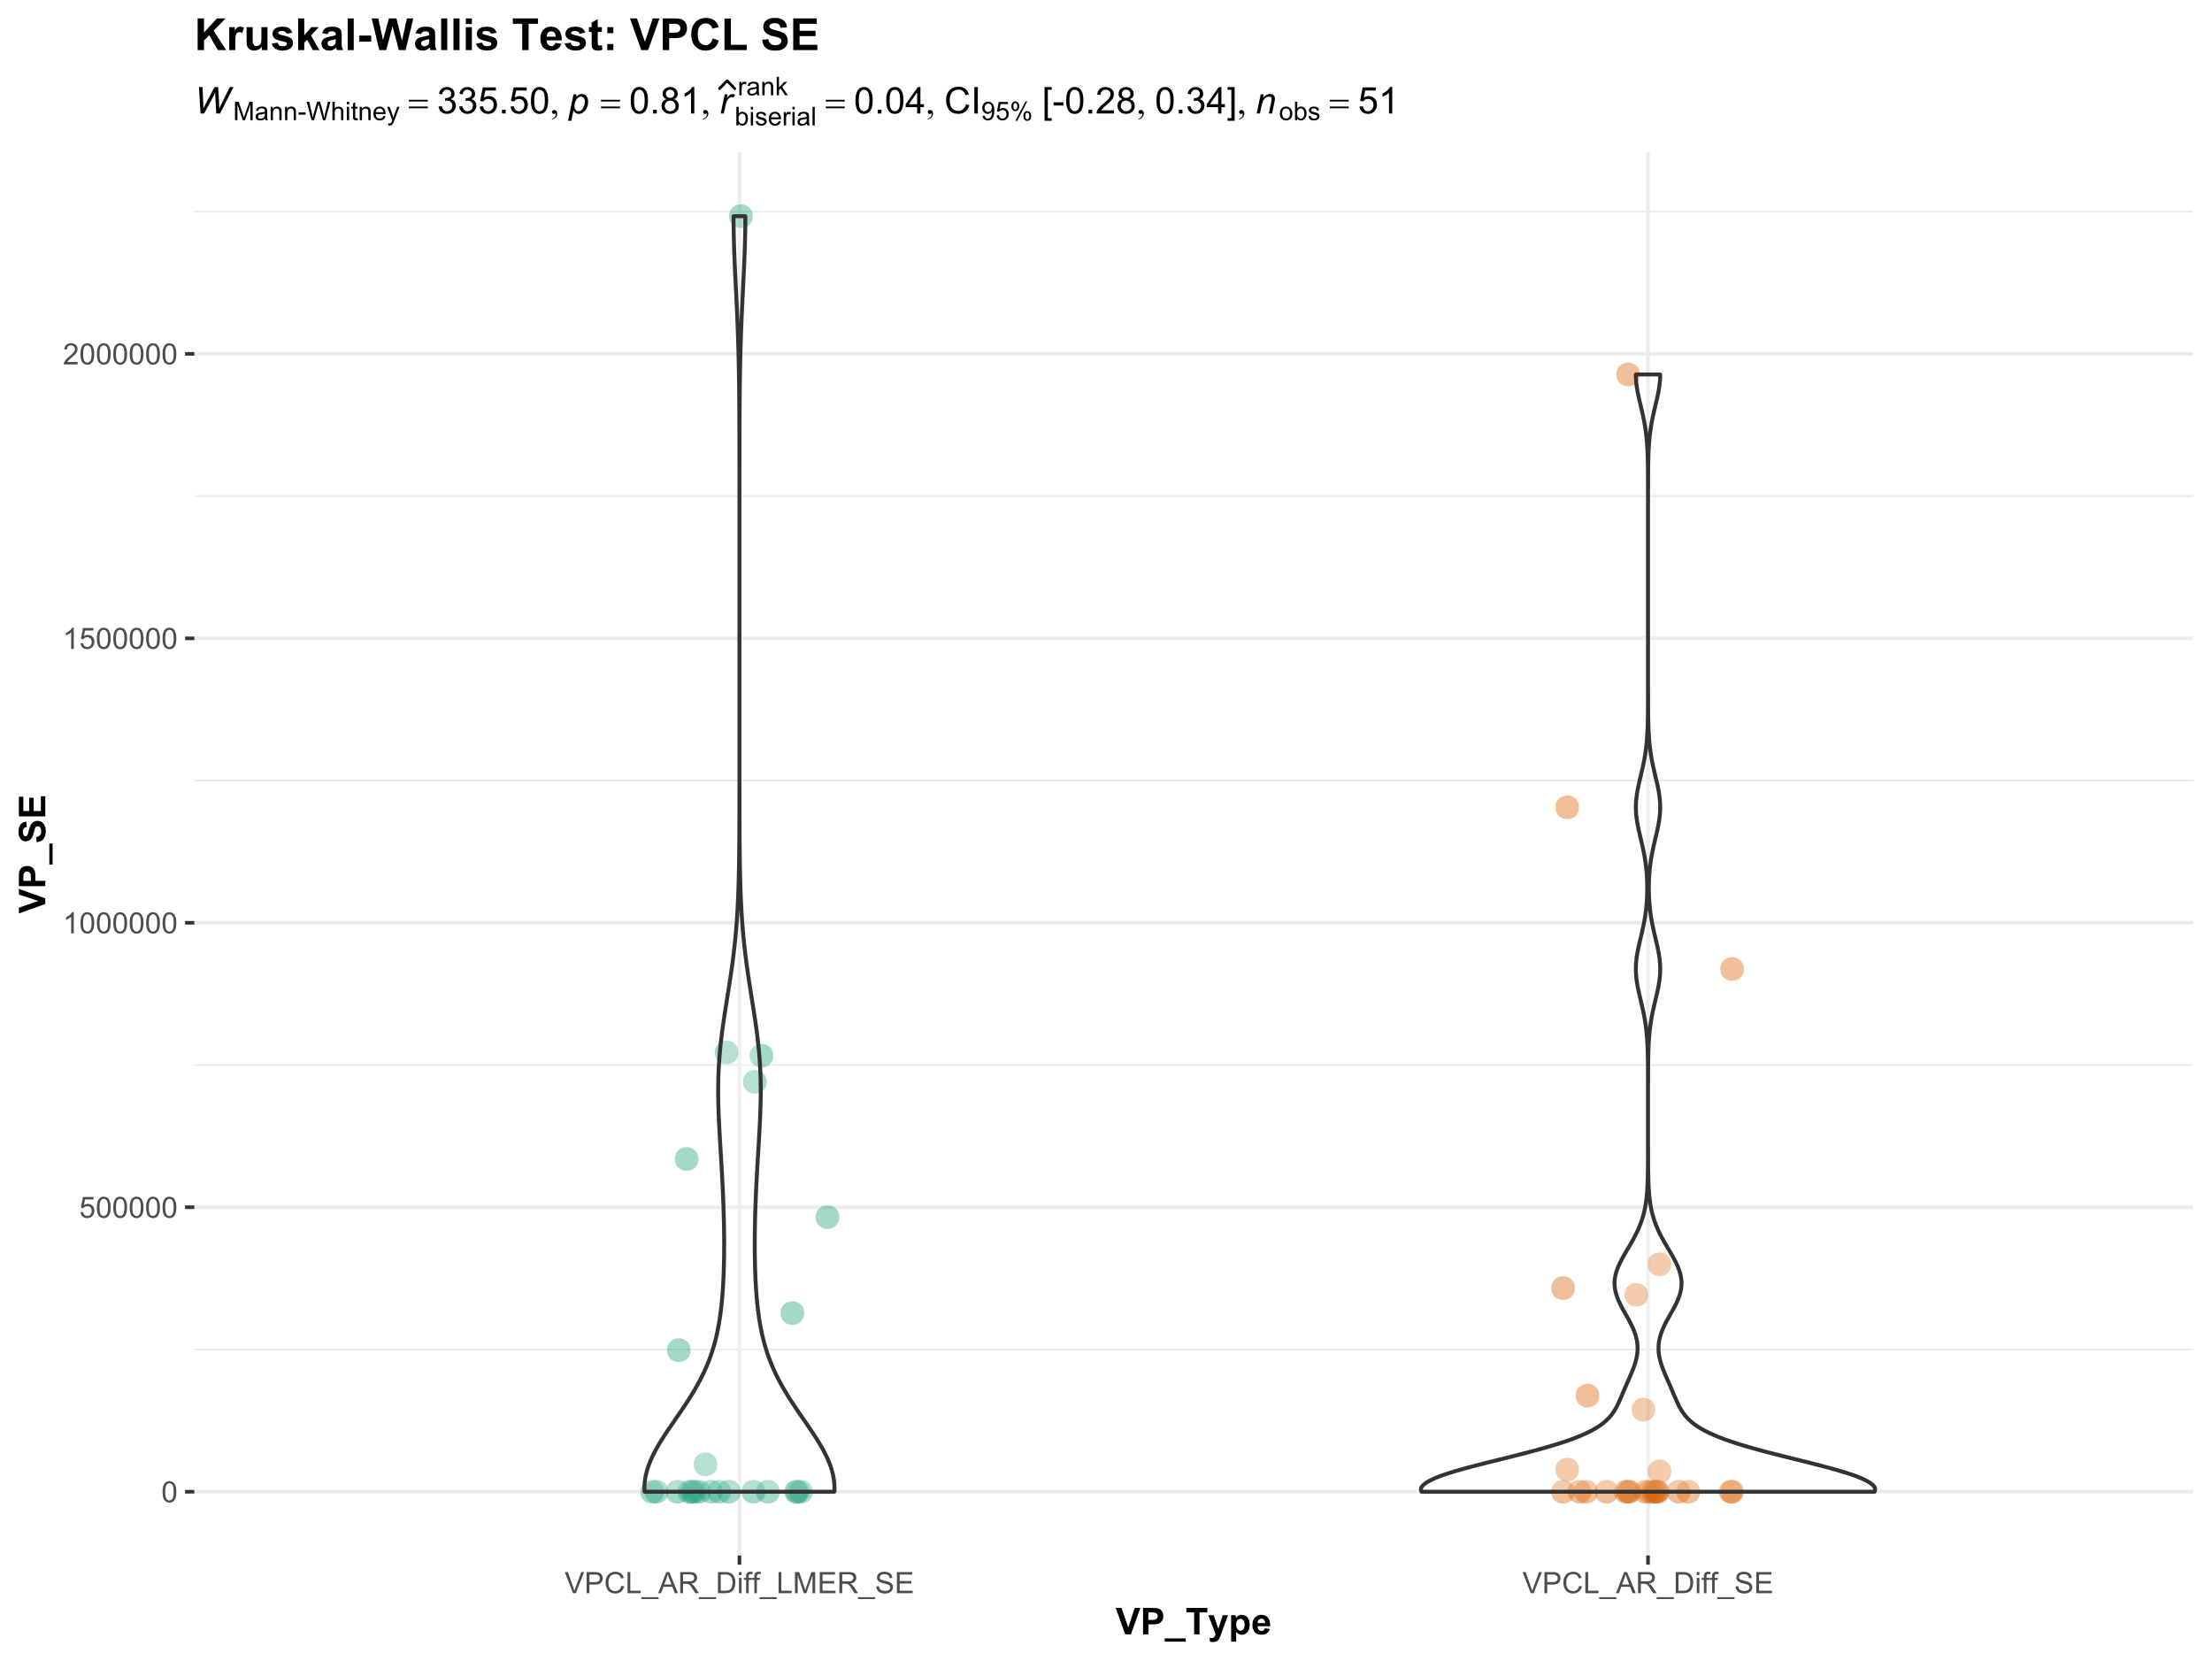 Kruskal-Wallis Test: VPCL SE
W Mann-Whitney = 335.50, p = 0.81, r̂ rank biserial = 0.04, CI95% [-0.28, 0.34], nobs = 51
2000000
1500000
1000000
500000
0
VP_SE
VPCL_AR_Diff_LMER_SE VPCL_AR_Diff_SE
VP_Type